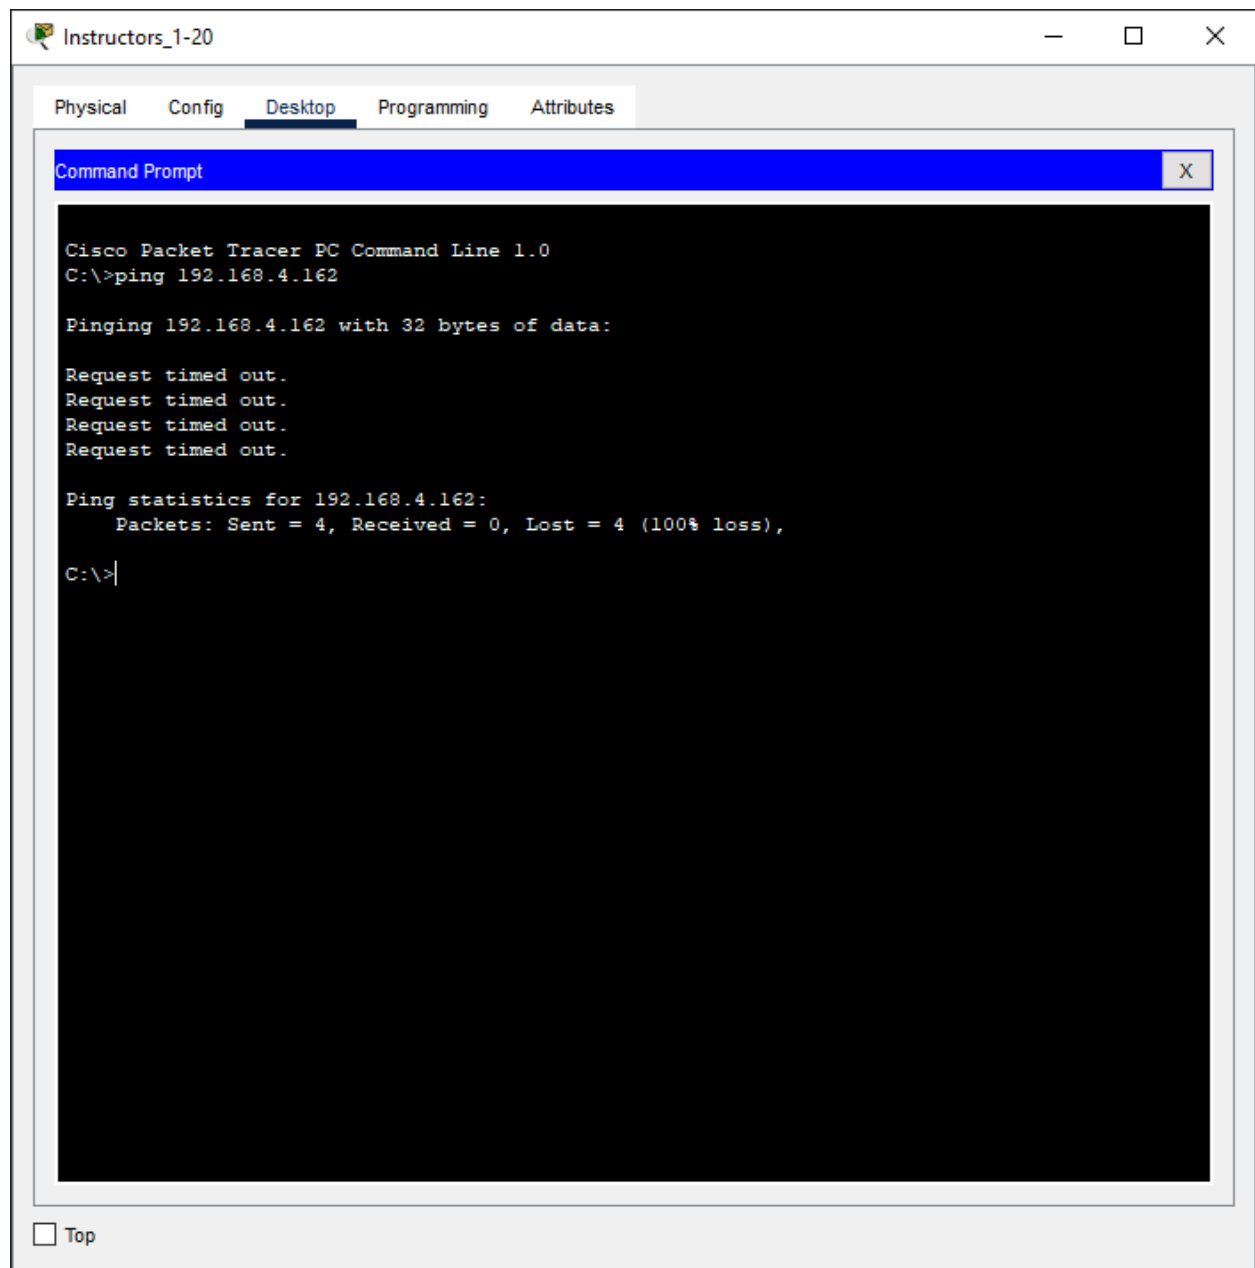 Instructors_1-20
Physical Config Desktop Programming Attributes
Command Prompt X
Cisco Packet Tracer PC Command Line 1.0
C:\>ping 192.168.4.162
Pinging 192.168.4.162 with 32 bytes of data:
Request timed out.
Request timed out.
Request timed out.
Request timed out.
Ping statistics for 192.168.4.162:
Packets: Sent = 4, Received = 0, Lost = 4 (100% loss),
C:\>
Top